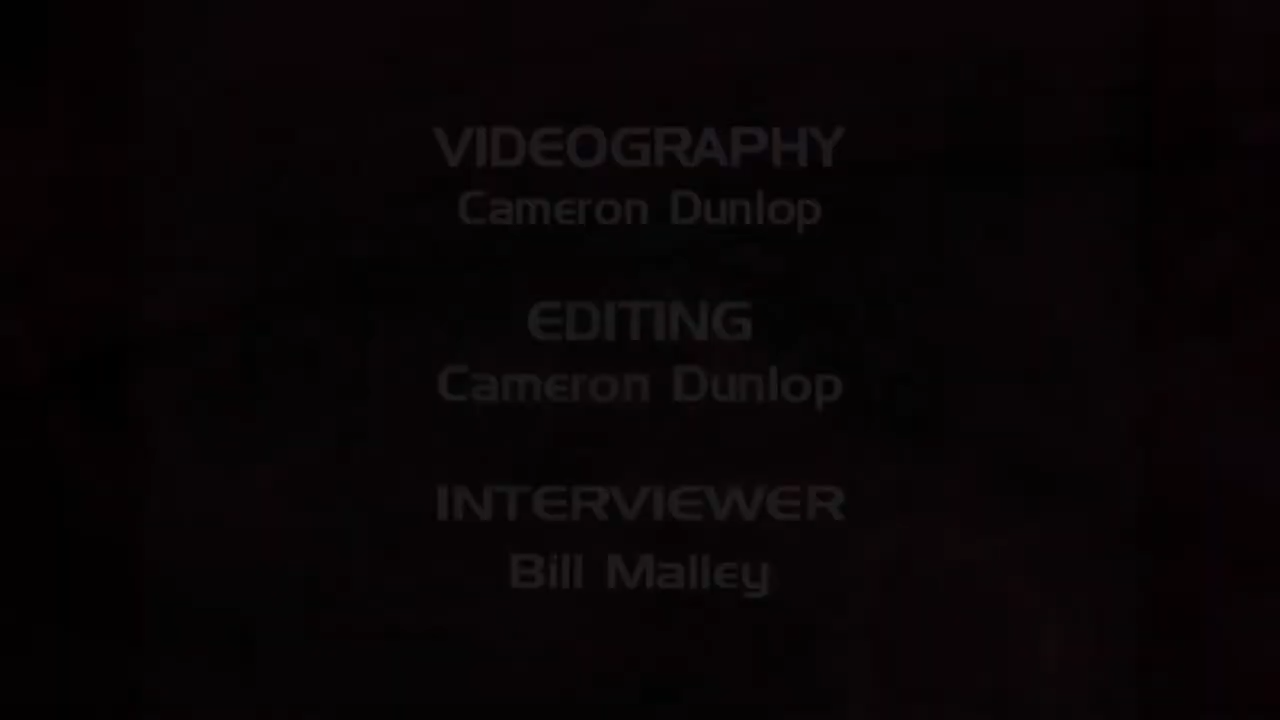 VIDEOGRAPHY
Cameron Dunlop
EDITING
Cameron Dunlop
INTERVIEWER
Bill Malley